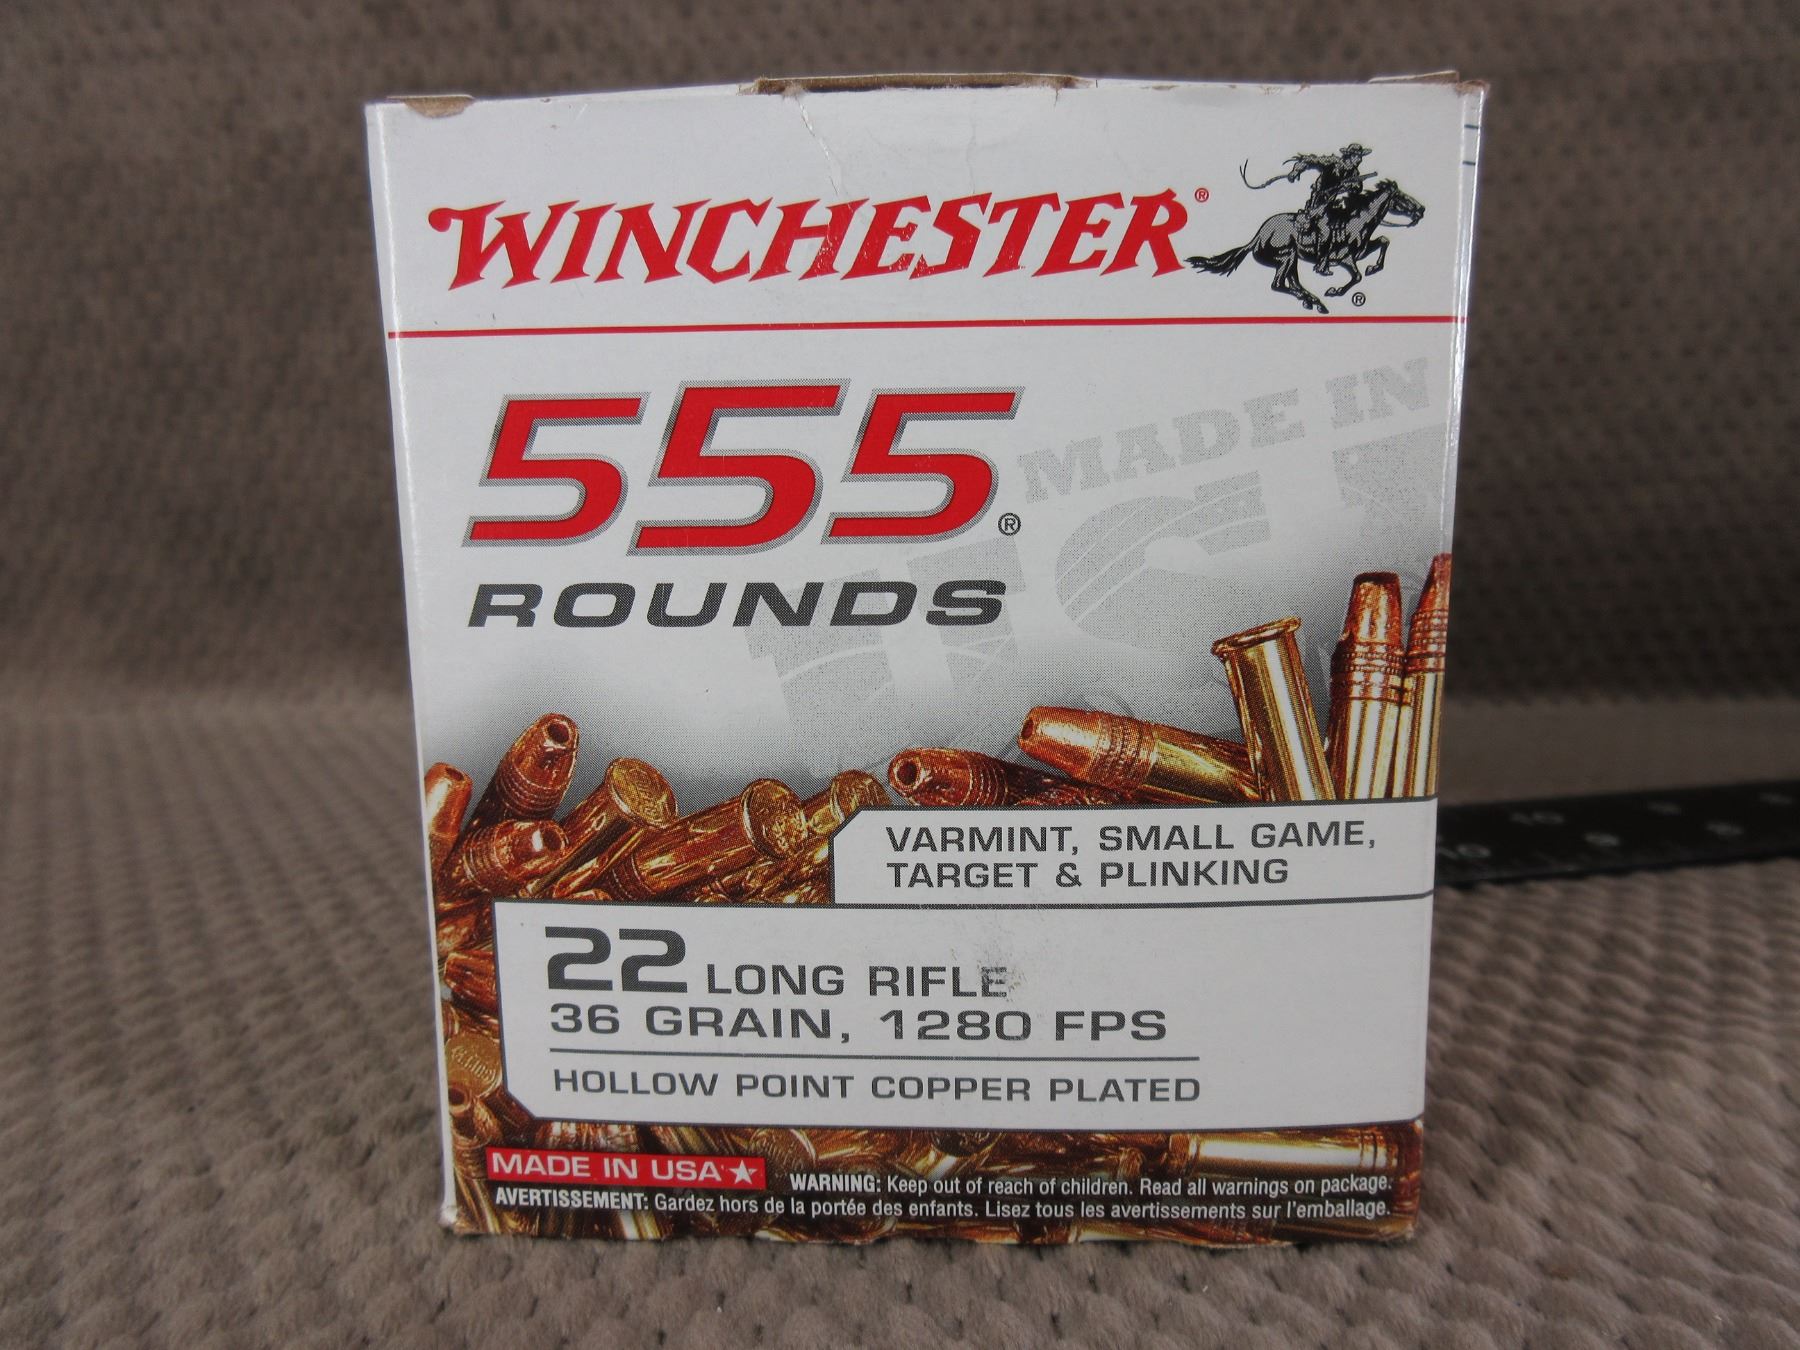 WINCHESTER®
®
555®
ROUNDS
MADE IN
USA
VARMINT, SMALL GAME,
TARGET & PLINKING
22 LONG RIFLE
36 GRAIN, 1280 FPS
HOLLOW POINT COPPER PLATED
MADE IN USA★
WARNING: Keep out of reach of children. Read all warnings on package.
AVERTISSEMENT: Gardez hors de la portée des enfants. Lisez tous les avertissements sur l'emballage.